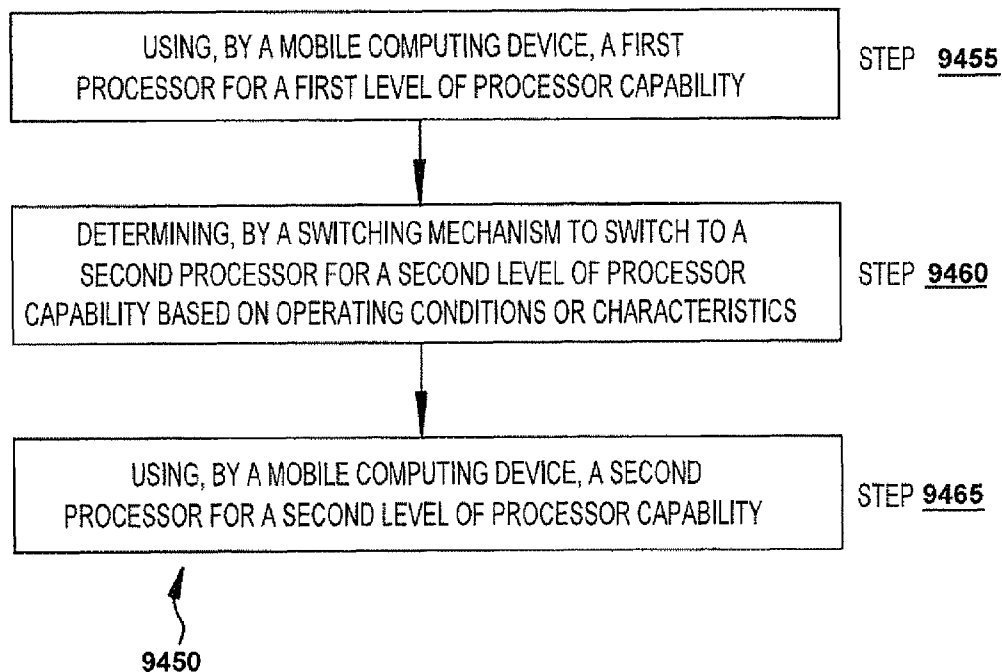 USING, BY A MOBILE COMPUTING DEVICE, A FIRST
PROCESSOR FOR A FIRST LEVEL OF PROCESSOR CAPABILITY
STEP 9455
DETERMINING, BY A SWITCHING MECHANISM TO SWITCH TO A
SECOND PROCESSOR FOR A SECOND LEVEL OF PROCESSOR
CAPABILITY BASED ON OPERATING CONDITIONS OR CHARACTERISTICS
STEP 9460
USING, BY A MOBILE COMPUTING DEVICE, A SECOND
PROCESSOR FOR A SECOND LEVEL OF PROCESSOR CAPABILITY
STEP 9465
9450